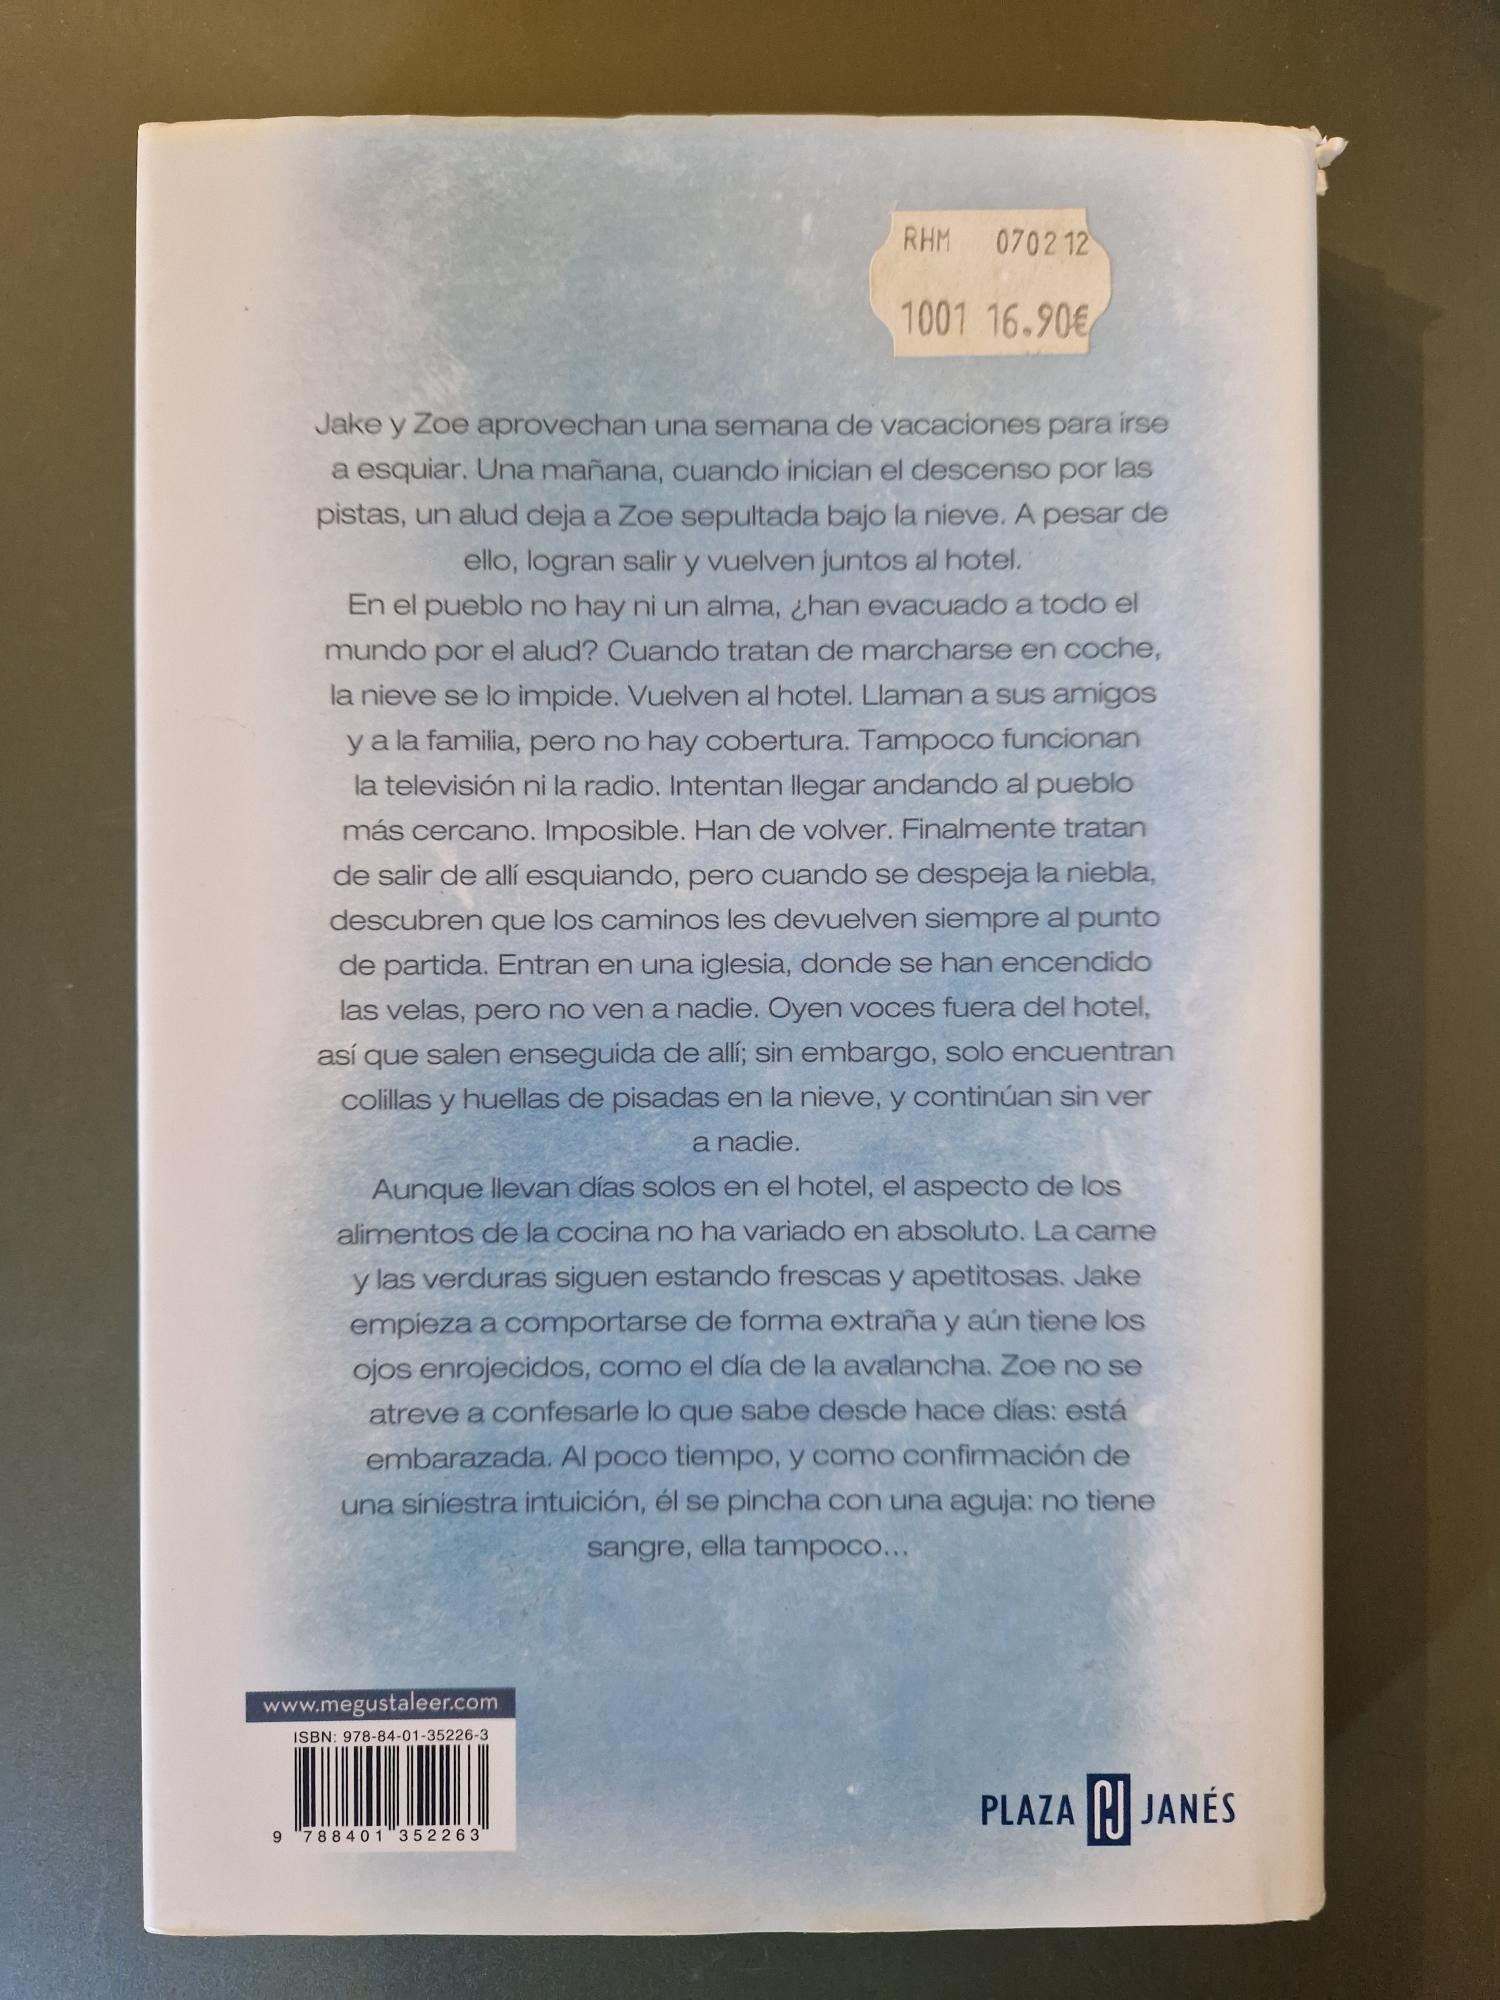 RHM 070212
1001 16.90€
Jake y Zoe aprovechan una semana de vacaciones para irse
a esquiar. Una mañana, cuando inician el descenso por las
pistas, un alud deja a Zoe sepultada bajo la nieve. A pesar de
ello, logran salir y vuelven juntos al hotel.
En el pueblo no hay ni un alma, ¿han evacuado a todo el
mundo por el alud? Cuando tratan de marcharse en coche,
la nieve se lo impide. Vuelven al hotel. Llaman a sus amigos
y a la familia, pero no hay cobertura. Tampoco funcionan
la televisión ni la radio. Intentan llegar andando al pueblo
más cercano. Imposible. Han de volver. Finalmente tratan
de salir de allí esquiando, pero cuando se despeja la niebla,
descubren que los caminos les devuelven siempre al punto
de partida. Entran en una iglesia, donde se han encendido
las velas, pero no ven a nadie. Oyen voces fuera del hotel,
así que salen enseguida de allí; sin embargo, solo encuentran
colillas y huellas de pisadas en la nieve, y continúan sin ver
a nadie.
Aunque llevan días solos en el hotel, el aspecto de los
alimentos de la cocina no ha variado en absoluto. La carne
y las verduras siguen estando frescas y apetitosas. Jake
empieza a comportarse de forma extraña y aún tiene los
ojos enrojecidos, como el día de la avalancha. Zoe no se
atreve a confesarle lo que sabe desde hace días: está
embarazada. Al poco tiempo, y como confirmación de
una siniestra intuición, él se pincha con una aguja: no tiene
sangre, ella tampoco...
www.megustaleer.com
ISBN: 978-84-01-35226-3
9 788401 352263
PLAZA PJ JANÉS